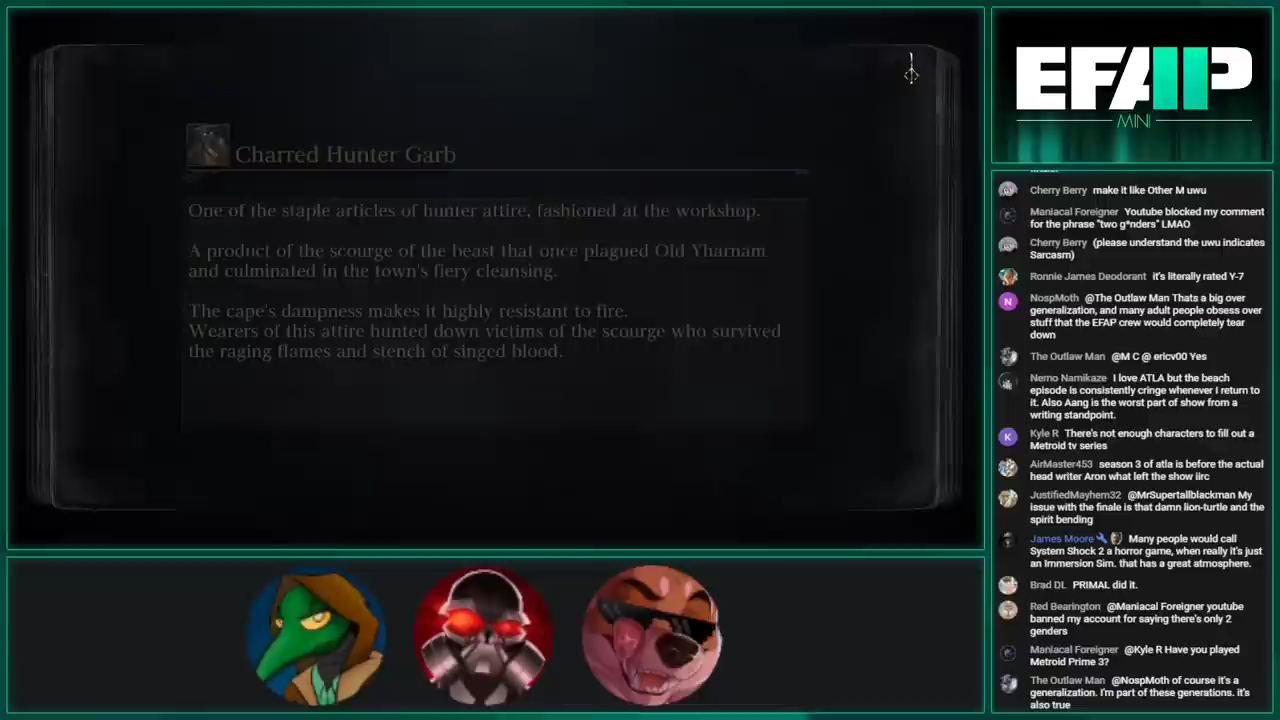 Charred Hunter Garb
One of the staple articles of hunter attire, fashioned at the workshop.
A product of the scourge of the beast that once plagued Old Yharnam
and culminated in the town's fiery cleansing.
The cape's dampness makes it highly resistant to fire.
Wearers of this attire hunted down victims of the scourge who survived
the raging flames and stench of singed blood.
EFAP
MINI
Cherry Berry make it like Other M uwu
Maniacal Foreigner Youtube blocked my comment
for the phrase "two g*nders" LMAO
Cherry Berry (please understand the uwu indicates
Sarcasm)
Ronnie James Deodorant it's literally rated Y-7
N
NospMoth @The Outlaw Man Thats a big over
generalization, and many adult people obsess over
stuff that the EFAP crew would completely tear
down
The Outlaw Man @M C @ ericv00 Yes
Nemo Namikaze I love ATLA but the beach
episode is consistently cringe whenever I return to
it. Also Aang is the worst part of show from a
writing standpoint.
K
Kyle R There's not enough characters to fill out a
Metroid tv series
AirMaster453 season 3 of atla is before the actual
head writer Aron what left the show iirc
JustifiedMayhem32 @MrSupertallblackman My
issue with the finale is that damn lion-turtle and the
spirit bending
James Moore Many people would call
System Shock 2 a horror game, when really it's just
an Immersion Sim. that has a great atmosphere.
Brad DL PRIMAL did it.
Red Bearington @Maniacal Foreigner youtube
banned my account for saying there's only 2
genders
Maniacal Foreigner @Kyle R Have you played
Metroid Prime 3?
The Outlaw Man @NospMoth of course it's a
generalization. I'm part of these generations. it's
also true